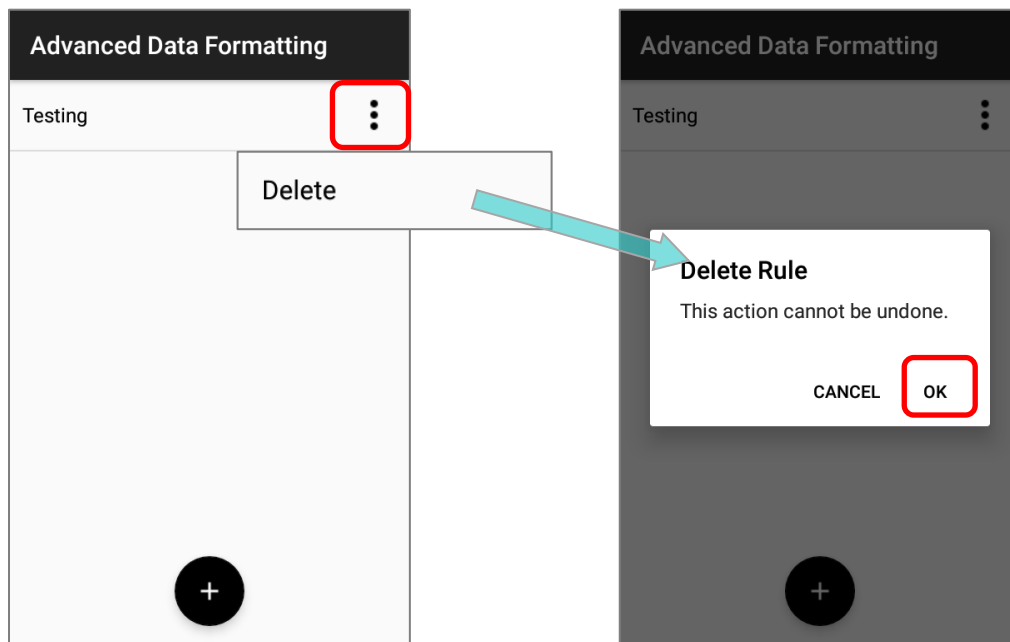 Advanced Data Formatting
Testing
Delete
Advanced Data Formatting
Testing
Delete Rule
This action cannot be undone.
CANCEL OK